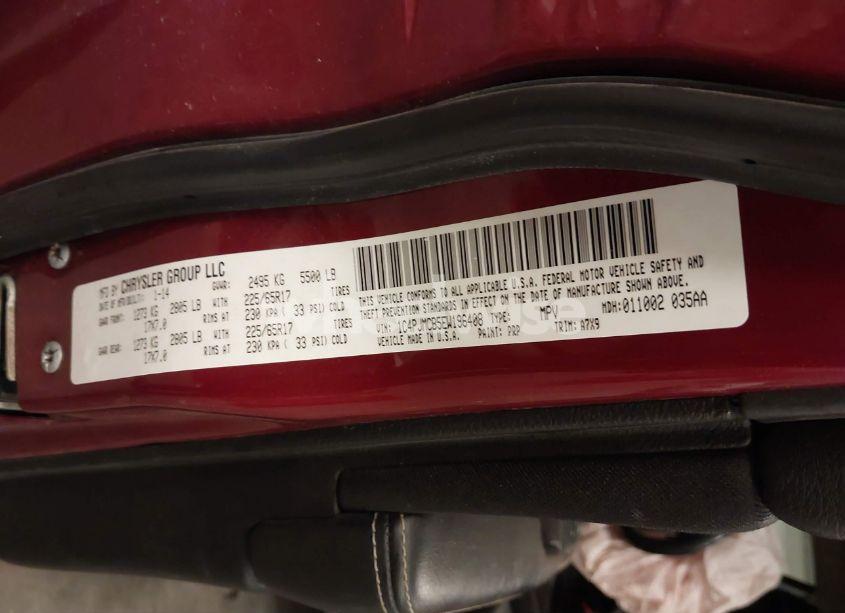 MFD BY CHRYSLER GROUP LLC
DATE OF MFR/BUILT: 1-14 GVWR: 2495 KG 5500 LB
GAWR FRONT: 1273 KG 2805 LB WITH 225/65R17 TIRES
17X7.0 RIMS AT 230 KPA ( 33 PSI) COLD
GAWR REAR: 1273 KG 2805 LB WITH 225/65R17 TIRES
17X7.0 RIMS AT 230 KPA ( 33 PSI) COLD
THIS VEHICLE CONFORMS TO ALL APPLICABLE U.S.A. FEDERAL MOTOR VEHICLE SAFETY AND
THEFT PREVENTION STANDARDS IN EFFECT ON THE DATE OF MANUFACTURE SHOWN ABOVE.
VIN: 1C4PJMCB5EW196408 TYPE: MPV MDH: 011002 035AA
VEHICLE MADE IN U.S.A. PAINT: PRP TRIM: A7X9